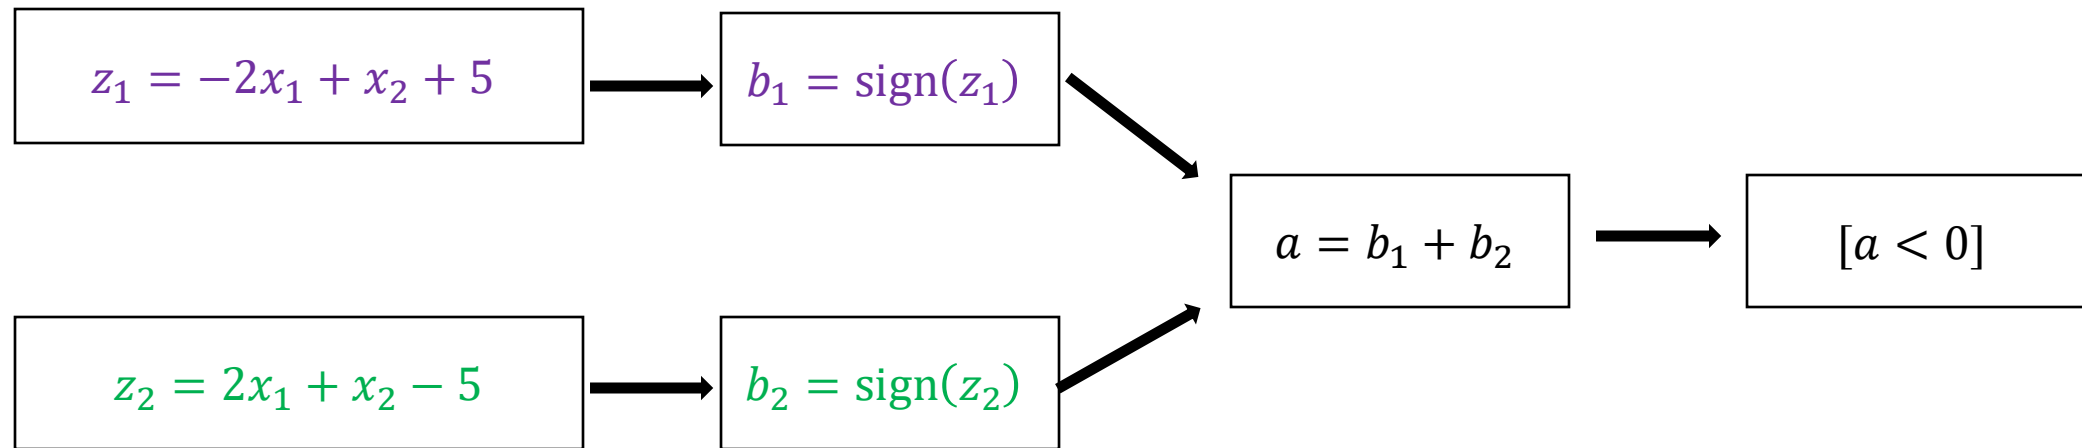 z₁ = −2x₁ + x₂ + 5
b₁ = sign(z₁)
a = b₁ + b₂
[a < 0]
z₂ = 2x₁ + x₂ − 5
b₂ = sign(z₂)